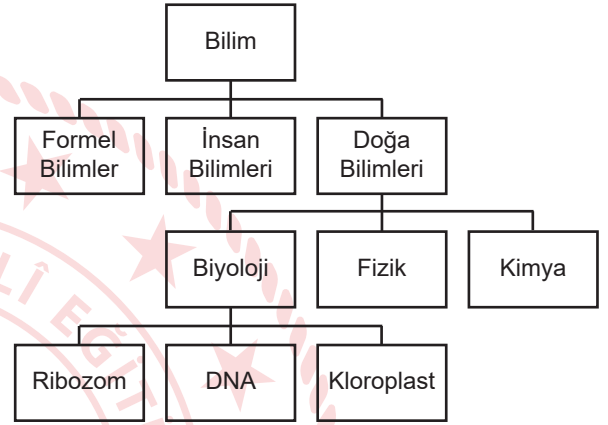 Bilim
Formel
Bilimler
İnsan
Bilimleri
Doğa
Bilimleri
Biyoloji
Fizik
Kimya
Ribozom
DNA
Kloroplast